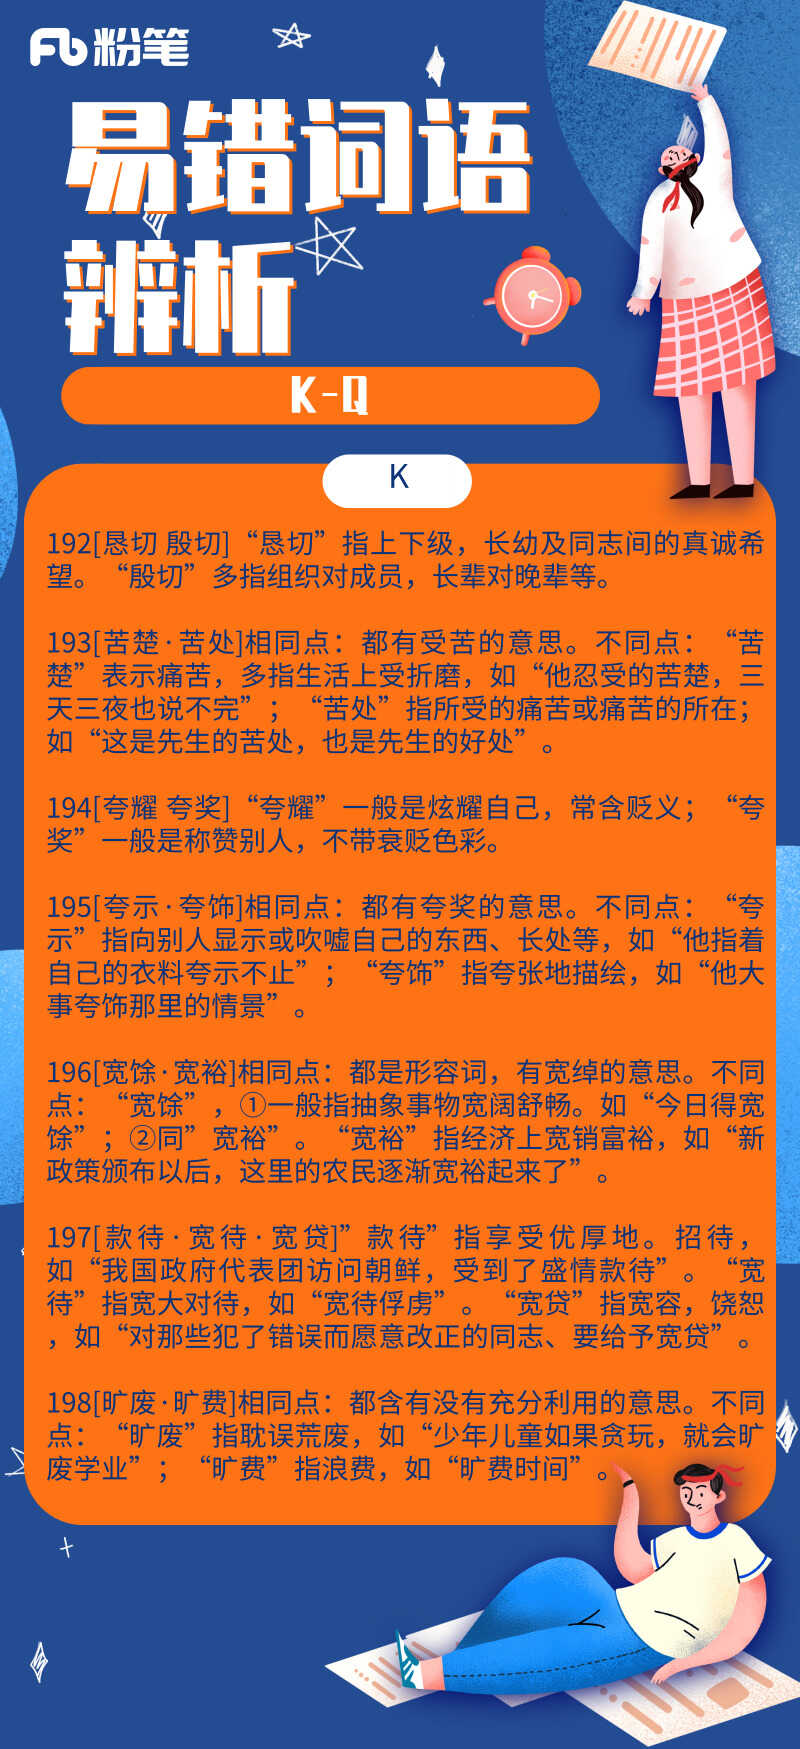 粉笔
易错词语
辨析
K-Q
K
192[恳切 殷切]“恳切”指上下级，长幼及同志间的真诚希
望。“殷切”多指组织对成员，长辈对晚辈等。
193[苦楚·苦处]相同点：都有受苦的意思。不同点：“苦
楚”表示痛苦，多指生活上受折磨，如“他忍受的苦楚，三
天三夜也说不完”；“苦处”指所受的痛苦或痛苦的所在；
如“这是先生的苦处，也是先生的好处”。
194[夸耀 夸奖]“夸耀”一般是炫耀自己，常含贬义；“夸
奖”一般是称赞别人，不带衰贬色彩。
195[夸示·夸饰]相同点：都有夸奖的意思。不同点：“夸
示”指向别人显示或吹嘘自己的东西、长处等，如“他指着
自己的衣料夸示不止”；“夸饰”指夸张地描绘，如“他大
事夸饰那里的情景”。
196[宽馀·宽裕]相同点：都是形容词，有宽绰的意思。不同
点：“宽馀”，①一般指抽象事物宽阔舒畅。如“今日得宽
馀”；②同”宽裕”。“宽裕”指经济上宽销富裕，如“新
政策颁布以后，这里的农民逐渐宽裕起来了”。
197[款待·宽待·宽贷]”款待”指享受优厚地。招待，
如“我国政府代表团访问朝鲜，受到了盛情款待”。“宽
待”指宽大对待，如“宽待俘虏”。“宽贷”指宽容，饶恕
，如“对那些犯了错误而愿意改正的同志、要给予宽贷”。
198[旷废·旷费]相同点：都含有没有充分利用的意思。不同
点：“旷废”指耽误荒废，如“少年儿童如果贪玩，就会旷
废学业”；“旷费”指浪费，如“旷费时间”。